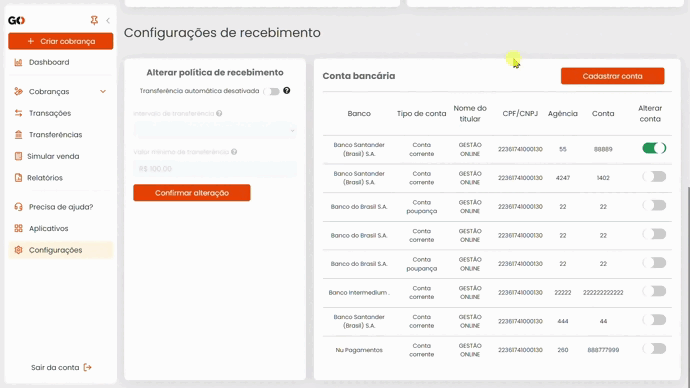 GO
+ Criar cobrança
Dashboard
Cobranças
Transações
Transferências
Simular venda
Relatórios
Precisa de ajuda?
Aplicativos
Configurações
Sair da conta
Configurações de recebimento
Alterar política de recebimento
Transferência automática desativada ?
Intervalo de transferência ?
valor mínimo de transferência ?
R$ 100,00
Confirmar alteração
Conta bancária
Cadastrar conta
Banco Tipo de conta Nome do titular CPF/CNPJ Agência Conta Alterar conta
Banco Santander (Brasil) S.A. Conta corrente GESTÃO ONLINE 22361741000130 55 88889
Banco Santander (Brasil) S.A. Conta corrente GESTÃO ONLINE 22361741000130 4247 1402
Banco do Brasil S.A. Conta poupança GESTÃO ONLINE 22361741000130 22 22
Banco do Brasil S.A. Conta corrente GESTÃO ONLINE 22361741000130 22 22
Banco do Brasil S.A. Conta poupança GESTÃO ONLINE 22361741000130 22 22
Banco Intermedium . Conta corrente GESTÃO ONLINE 22361741000130 22222 222222222222
Banco Santander (Brasil) S.A. Conta corrente GESTÃO ONLINE 22361741000130 444 44
Nu Pagamentos Conta corrente GESTÃO ONLINE 22361741000130 260 888777999